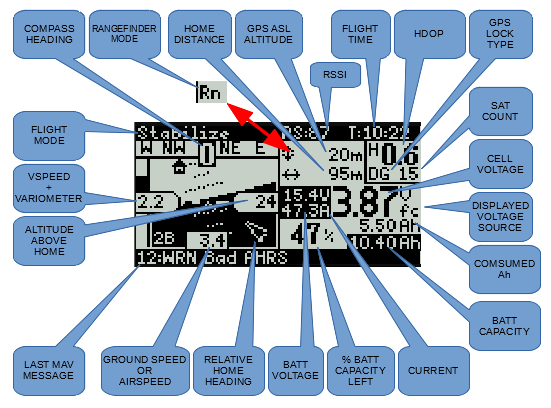 COMPASS
HEADING
RANGEFINDER
MODE
HOME
DISTANCE
GPS ASL
ALTITUDE
FLIGHT
TIME
HDOP
GPS
LOCK
TYPE
RSSI
Rn
SAT
COUNT
FLIGHT
MODE
Stabilize
RS:87
T:10:22
W NW N NE E
20m
H
0.6
95m
DG 15
CELL
VOLTAGE
VSPEED
+
VARIOMETER
2.2
24
15.4V
47.3A
3.87
V
fc
DISPLAYED
VOLTAGE
SOURCE
ALTITUDE
ABOVE
HOME
2B
3.4
47%
5.50Ah
10.40Ah
COMSUMED
Ah
12:WRN Bad AHRS
BATT
CAPACITY
LAST MAV
MESSAGE
GROUND SPEED
OR
AIRSPEED
RELATIVE
HOME
HEADING
BATT
VOLTAGE
% BATT
CAPACITY
LEFT
CURRENT